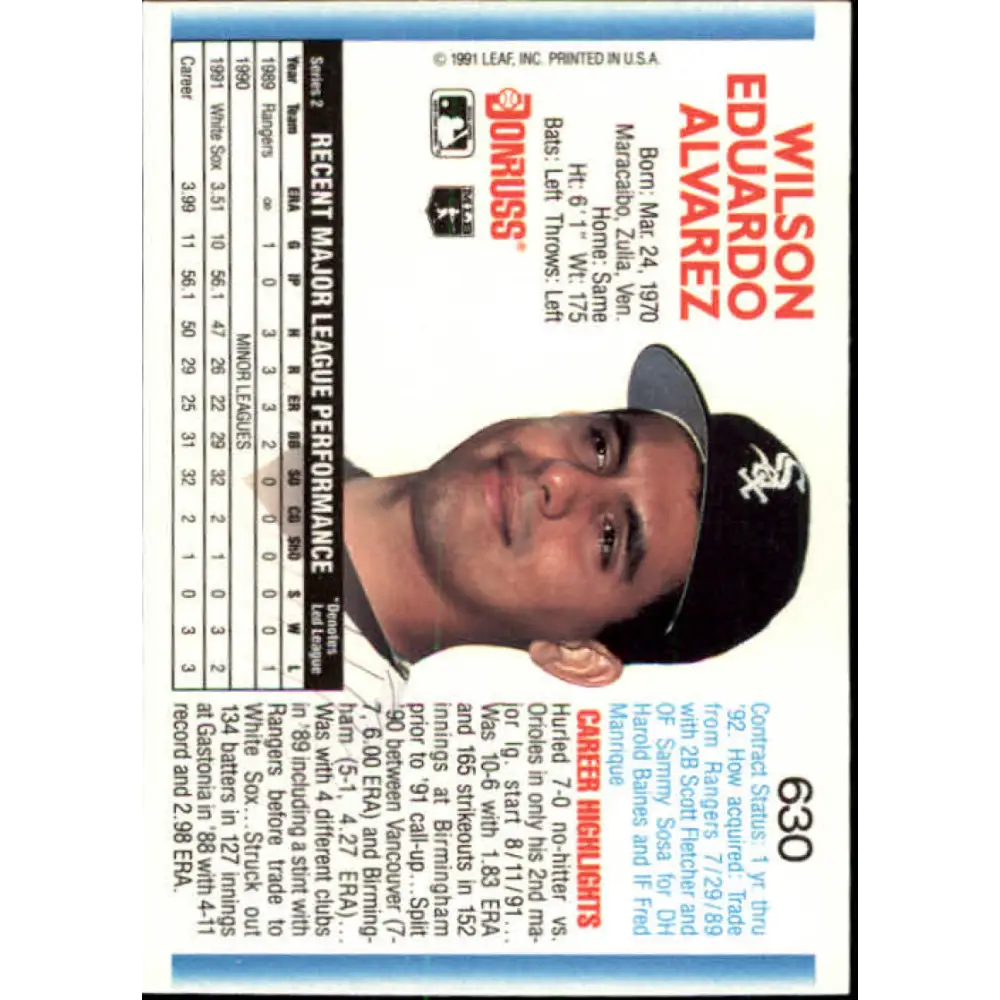 WILSON
EDUARDO
ALVAREZ
Born: Mar. 24, 1970
Maracaibo, Zulia, Ven.
Home: Same
Ht: 6'1" Wt: 175
Bats: Left Throws: Left
DONRUSS®
MLB
© 1991 LEAF, INC. PRINTED IN U.S.A.
Sox
630
Contract Status: 1 yr. thru
'92. How acquired: Trade
from Rangers 7/29/89
with 2B Scott Fletcher and
OF Sammy Sosa for DH
Harold Baines and IF Fred
Manrique
CAREER HIGHLIGHTS
Hurled 7-0 no-hitter vs.
Orioles in only his 2nd ma-
jor lg. start 8/11/91...
Was 10-6 with 1.83 ERA
and 165 strikeouts in 152
innings at Birmingham
prior to '91 call-up...Split
'90 between Vancouver (7-
7, 6.00 ERA) and Birming-
ham (5-1, 4.27 ERA)...
Was with 4 different clubs
in '89 including a stint with
Rangers before trade to
White Sox...Struck out
134 batters in 127 innings
at Gastonia in '88 with 4-11
record and 2.98 ERA.
Series 2 RECENT MAJOR LEAGUE PERFORMANCE *Denotes
Led League
Year Team ERA G IP H R ER BB SO CG SHO S W L
1989 Rangers ∞ 1 0 3 3 3 2 0 0 0 0 0 1
1990 MINOR LEAGUES
1991 White Sox 3.51 10 56.1 47 26 22 29 32 2 1 0 3 2
Career 3.99 11 56.1 50 29 25 31 32 2 1 0 3 3